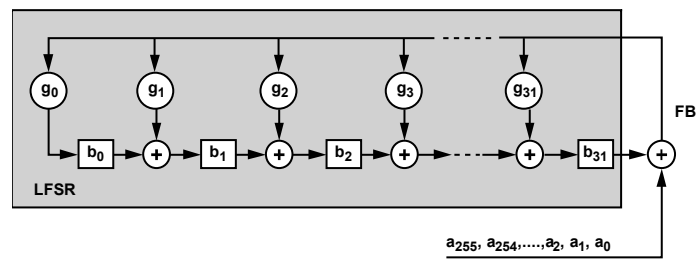 g0 g1 g2 g3 g31
FB
b0 + b1 + b2 + + b31 +
LFSR
a255, a254,....,a2, a1, a0